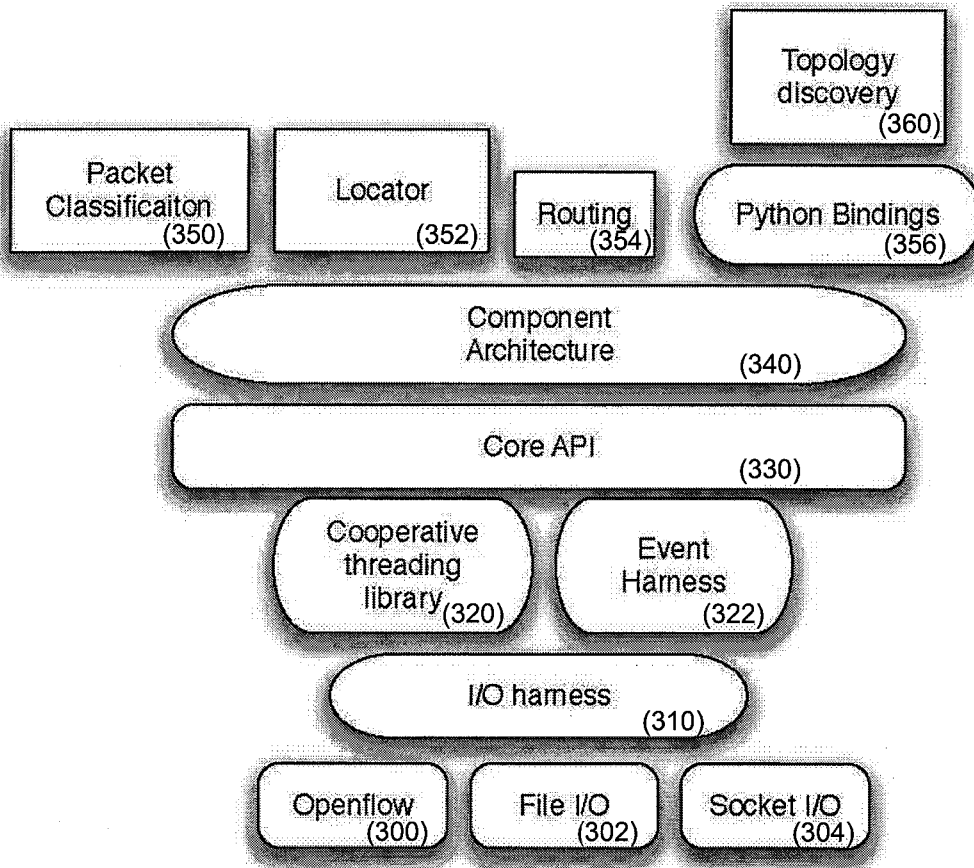 Topology
discovery
(360)
Packet
Classificaiton
(350)
Locator
(352)
Routing
(354)
Python Bindings
(356)
Component
Architecture
(340)
Core API
(330)
Cooperative
threading
library
(320)
Event
Harness
(322)
I/O harness
(310)
Openflow
(300)
File I/O
(302)
Socket I/O
(304)